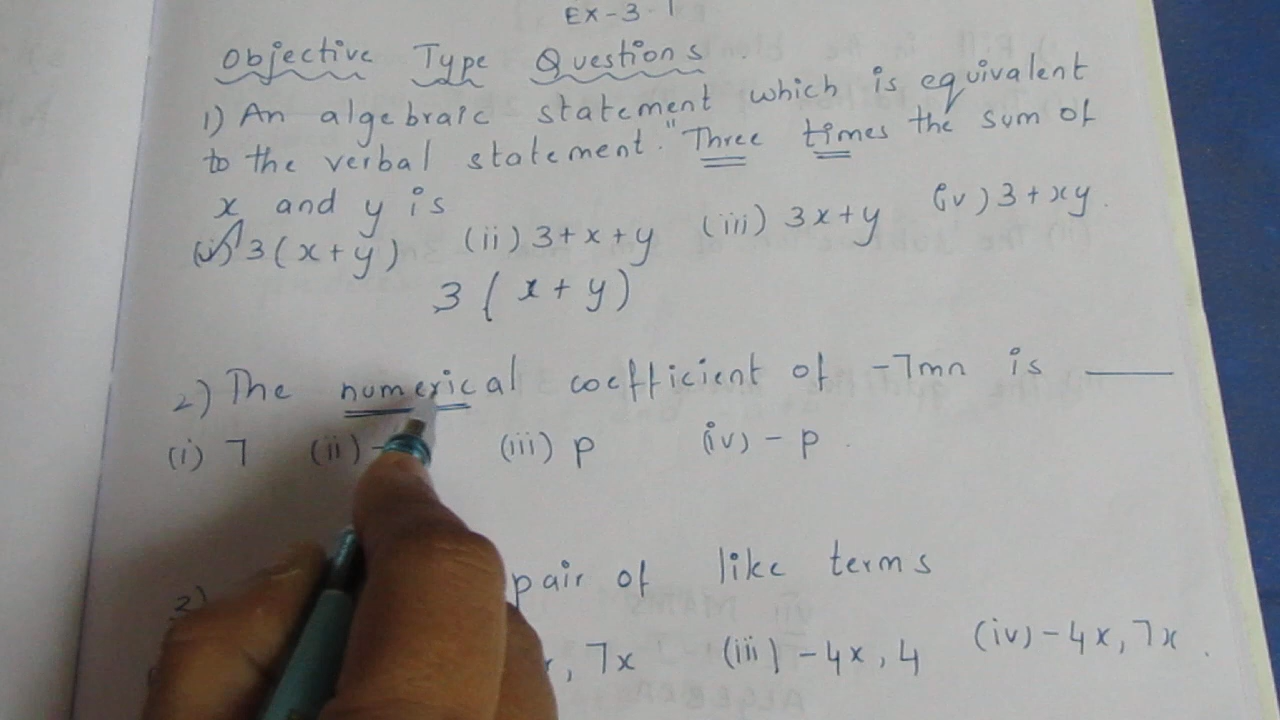 EX-3.1
Objective Type Questions.
1) An algebraic statement which is equivalent
to the verbal statement. "Three times the sum of
x and y is
(i) 3(x+y) (ii) 3+x+y (iii) 3x+y (iv) 3+xy.
3(x+y)
2) The numerical coefficient of -7mn is ____
(i) 7 (ii) - (iii) p (iv) -p.
3) pair of like terms
, 7x (iii) -4x, 4 (iv) -4x, 7x.